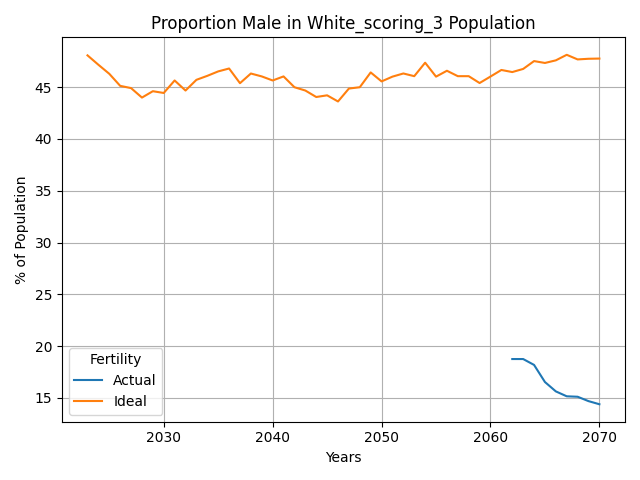 Proportion Male in White_scoring_3 Population
% of Population
45
40
35
30
25
20
15
Fertility
Actual
Ideal
2030
2040
2050
2060
2070
Years